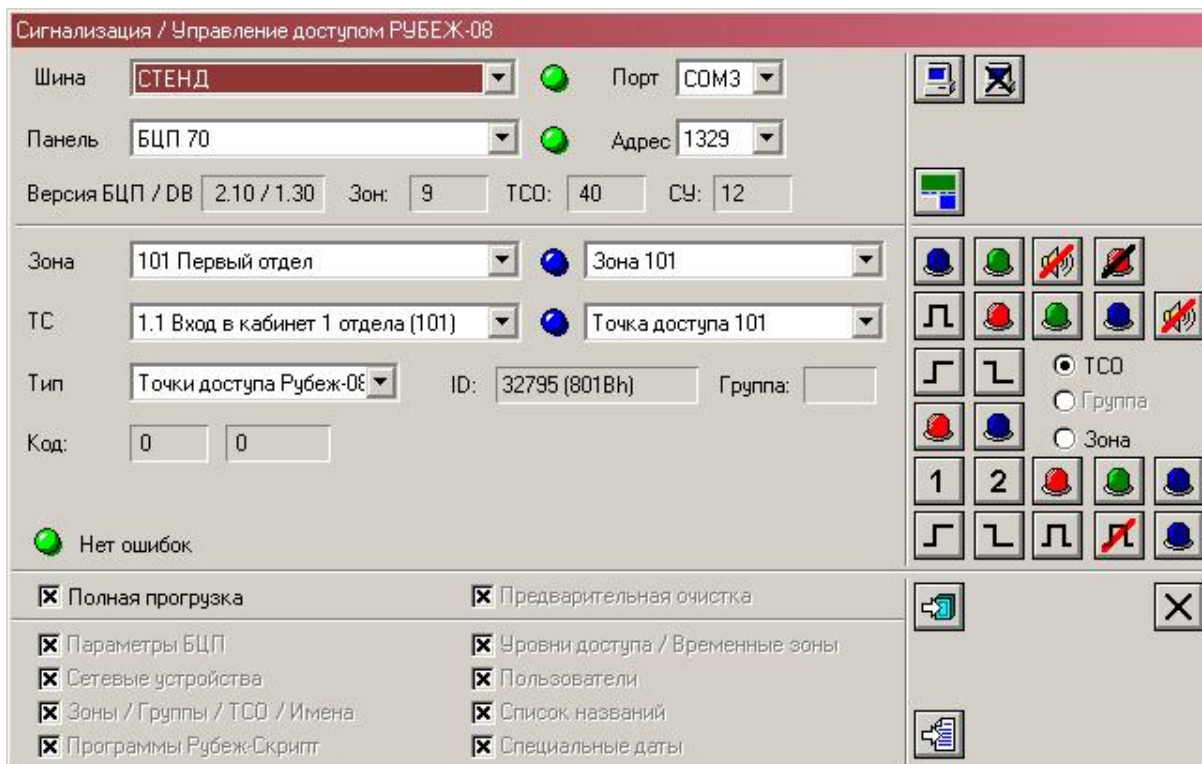 Сигнализация / Управление доступом РУБЕЖ-08
Шина СТЕНД Порт COM3
Панель БЦП 70 Адрес 1329
Версия БЦП / DB 2.10 / 1.30 Зон: 9 ТСО: 40 СУ: 12
Зона 101 Первый отдел Зона 101
ТС 1.1 Вход в кабинет 1 отдела (101) Точка доступа 101
Тип Точки доступа Рубеж-08 ID: 32795 (801Bh) Группа:
ТСО
Группа
Код: 0 0 Зона
1 2
Нет ошибок
Полная прогрузка Предварительная очистка
Параметры БЦП Уровни доступа / Временные зоны
Сетевые устройства Пользователи
Зоны / Группы / ТСО / Имена Список названий
Программы Рубеж Скрипт Специальные даты